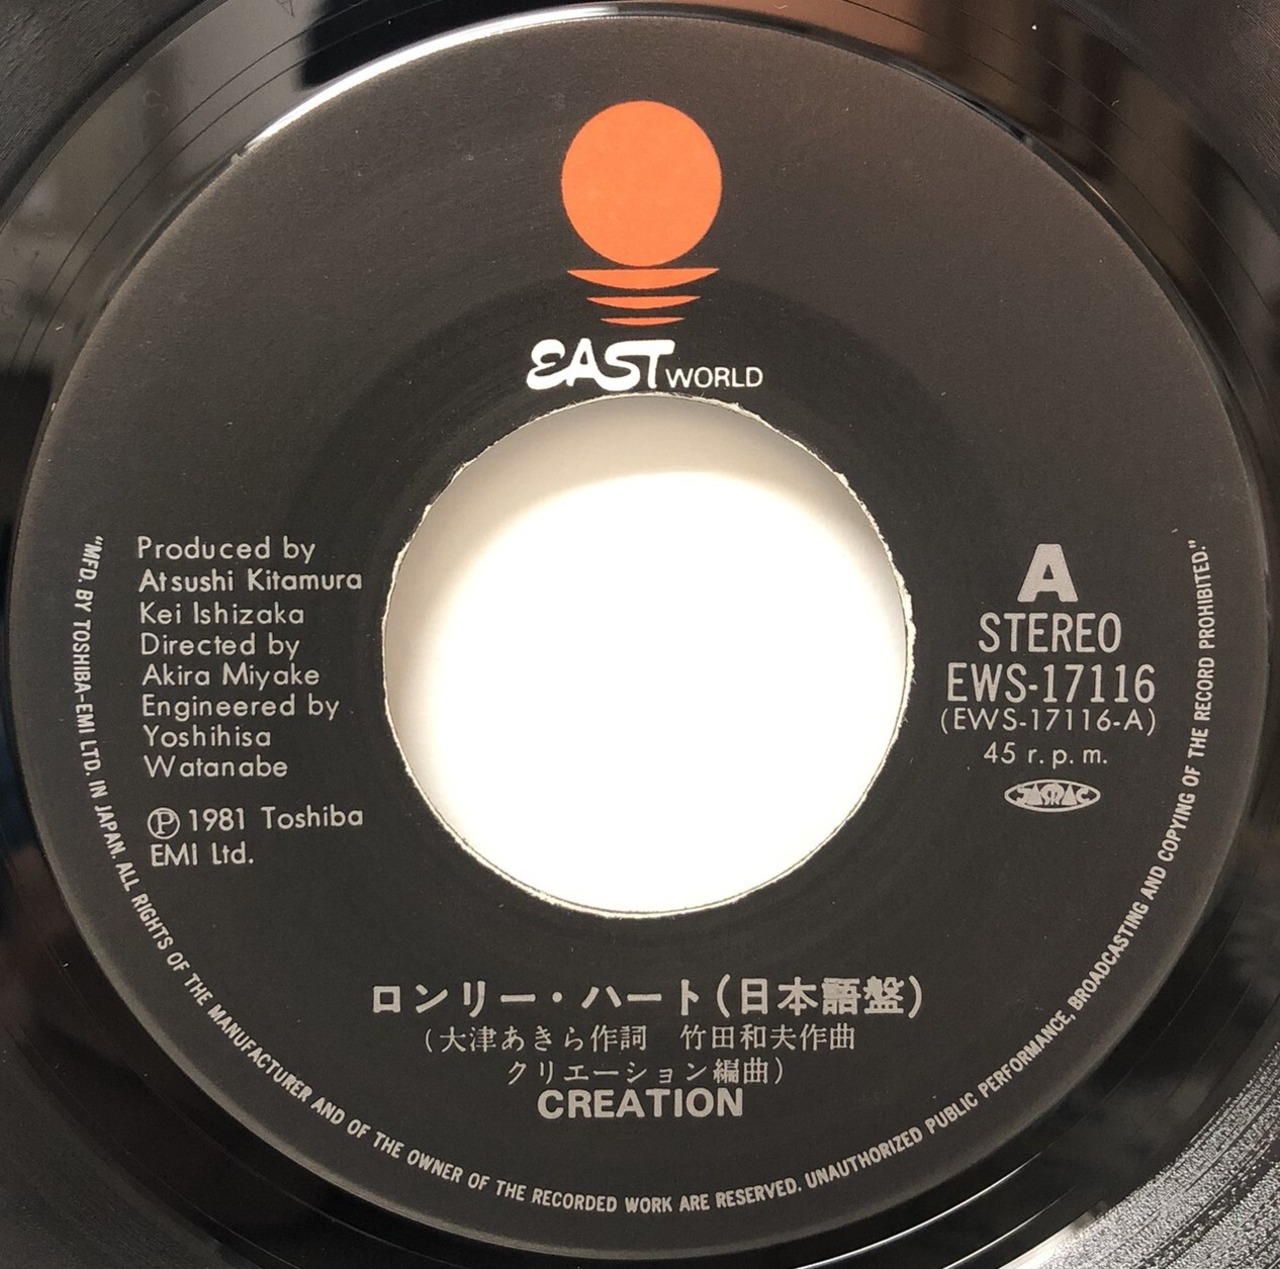 EAST WORLD
Produced by
Atsushi Kitamura
Kei Ishizaka
Directed by
Akira Miyake
Engineered by
Yoshihisa
Watanabe
Ⓟ 1981 Toshiba
EMI Ltd.
A
STEREO
EWS-17116
(EWS-17116-A)
45 r.p.m.
JASRAC
ロンリー・ハート(日本語盤)
(大津あきら作詞 竹田和夫作曲
クリエーション編曲)
CREATION
"MFD. BY TOSHIBA-EMI LTD. IN JAPAN. ALL RIGHTS OF THE MANUFACTURER AND OF THE OWNER OF THE RECORDED WORK ARE RESERVED. UNAUTHORIZED PUBLIC PERFORMANCE, BROADCASTING AND COPYING OF THE RECORD PROHIBITED."